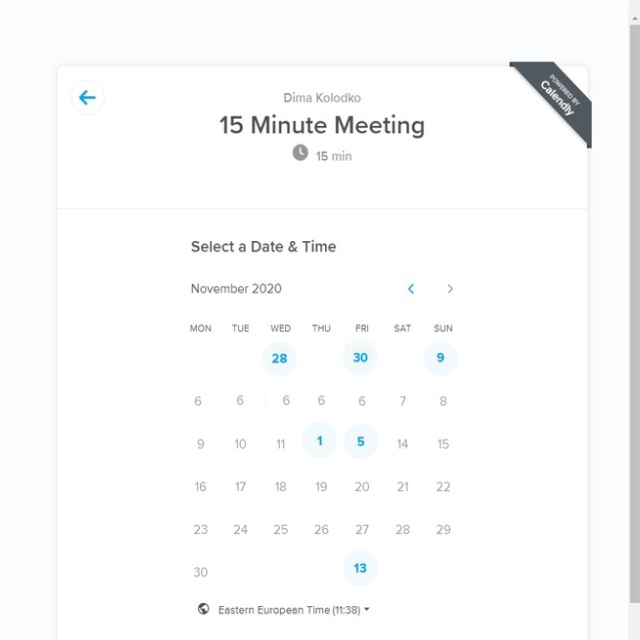 POWERED BY
Calendly
Dima Kolodko
15 Minute Meeting
15 min
Select a Date & Time
November 2020
MON TUE WED THU FRI SAT SUN
28 30 9
6 6 6 6 6 7 8
9 10 11 1 5 14 15
16 17 18 19 20 21 22
23 24 25 26 27 28 29
30 13
Eastern European Time (11:38)